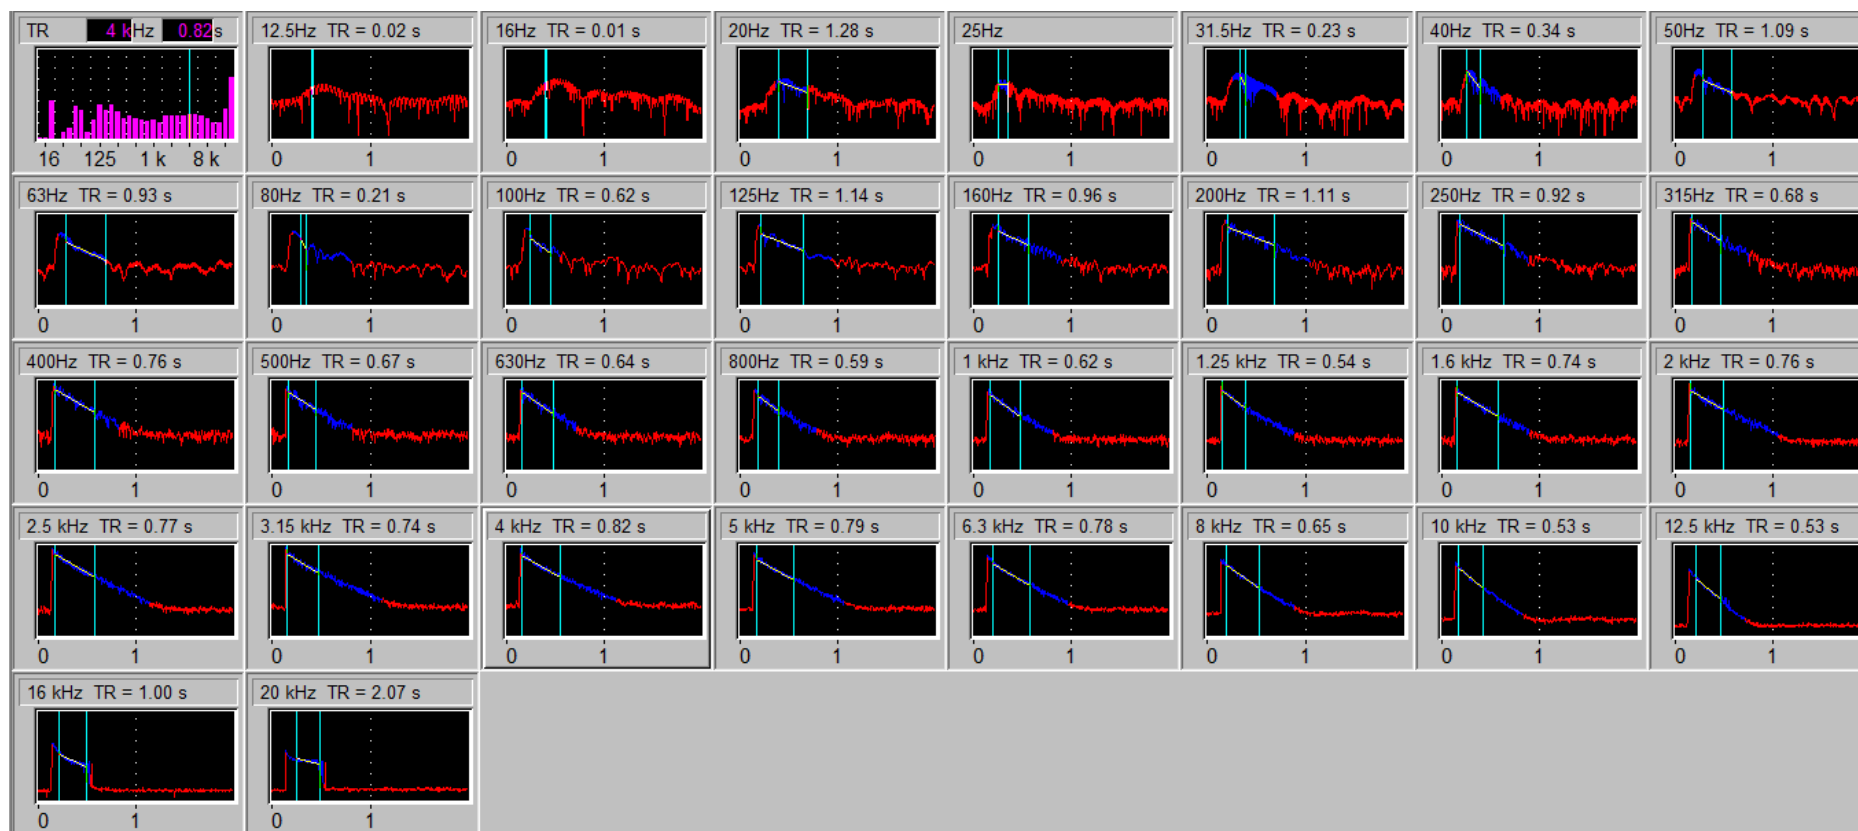 TR 4 kHz 0.82s
12.5Hz TR = 0.02 s
16Hz TR = 0.01 s
20Hz TR = 1.28 s
25Hz
31.5Hz TR = 0.23 s
40Hz TR = 0.34 s
50Hz TR = 1.09 s
16 125 1 k 8 k
0 1
0 1
0 1
0 1
0 1
0 1
0 1
63Hz TR = 0.93 s
80Hz TR = 0.21 s
100Hz TR = 0.62 s
125Hz TR = 1.14 s
160Hz TR = 0.96 s
200Hz TR = 1.11 s
250Hz TR = 0.92 s
315Hz TR = 0.68 s
0 1
0 1
0 1
0 1
0 1
0 1
0 1
0 1
400Hz TR = 0.76 s
500Hz TR = 0.67 s
630Hz TR = 0.64 s
800Hz TR = 0.59 s
1 kHz TR = 0.62 s
1.25 kHz TR = 0.54 s
1.6 kHz TR = 0.74 s
2 kHz TR = 0.76 s
0 1
0 1
0 1
0 1
0 1
0 1
0 1
0 1
2.5 kHz TR = 0.77 s
3.15 kHz TR = 0.74 s
4 kHz TR = 0.82 s
5 kHz TR = 0.79 s
6.3 kHz TR = 0.78 s
8 kHz TR = 0.65 s
10 kHz TR = 0.53 s
12.5 kHz TR = 0.53 s
0 1
0 1
0 1
0 1
0 1
0 1
0 1
0 1
16 kHz TR = 1.00 s
20 kHz TR = 2.07 s
0 1
0 1